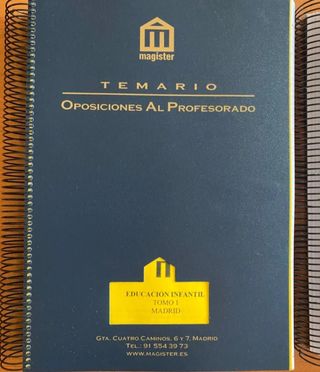 magister
TEMARIO
OPOSICIONES AL PROFESORADO
EDUCACIÓN INFANTIL
TOMO I
MADRID
GTA. CUATRO CAMINOS, 6 Y 7, MADRID
TEL.: 91 554 39 73
WWW.MAGISTER.ES